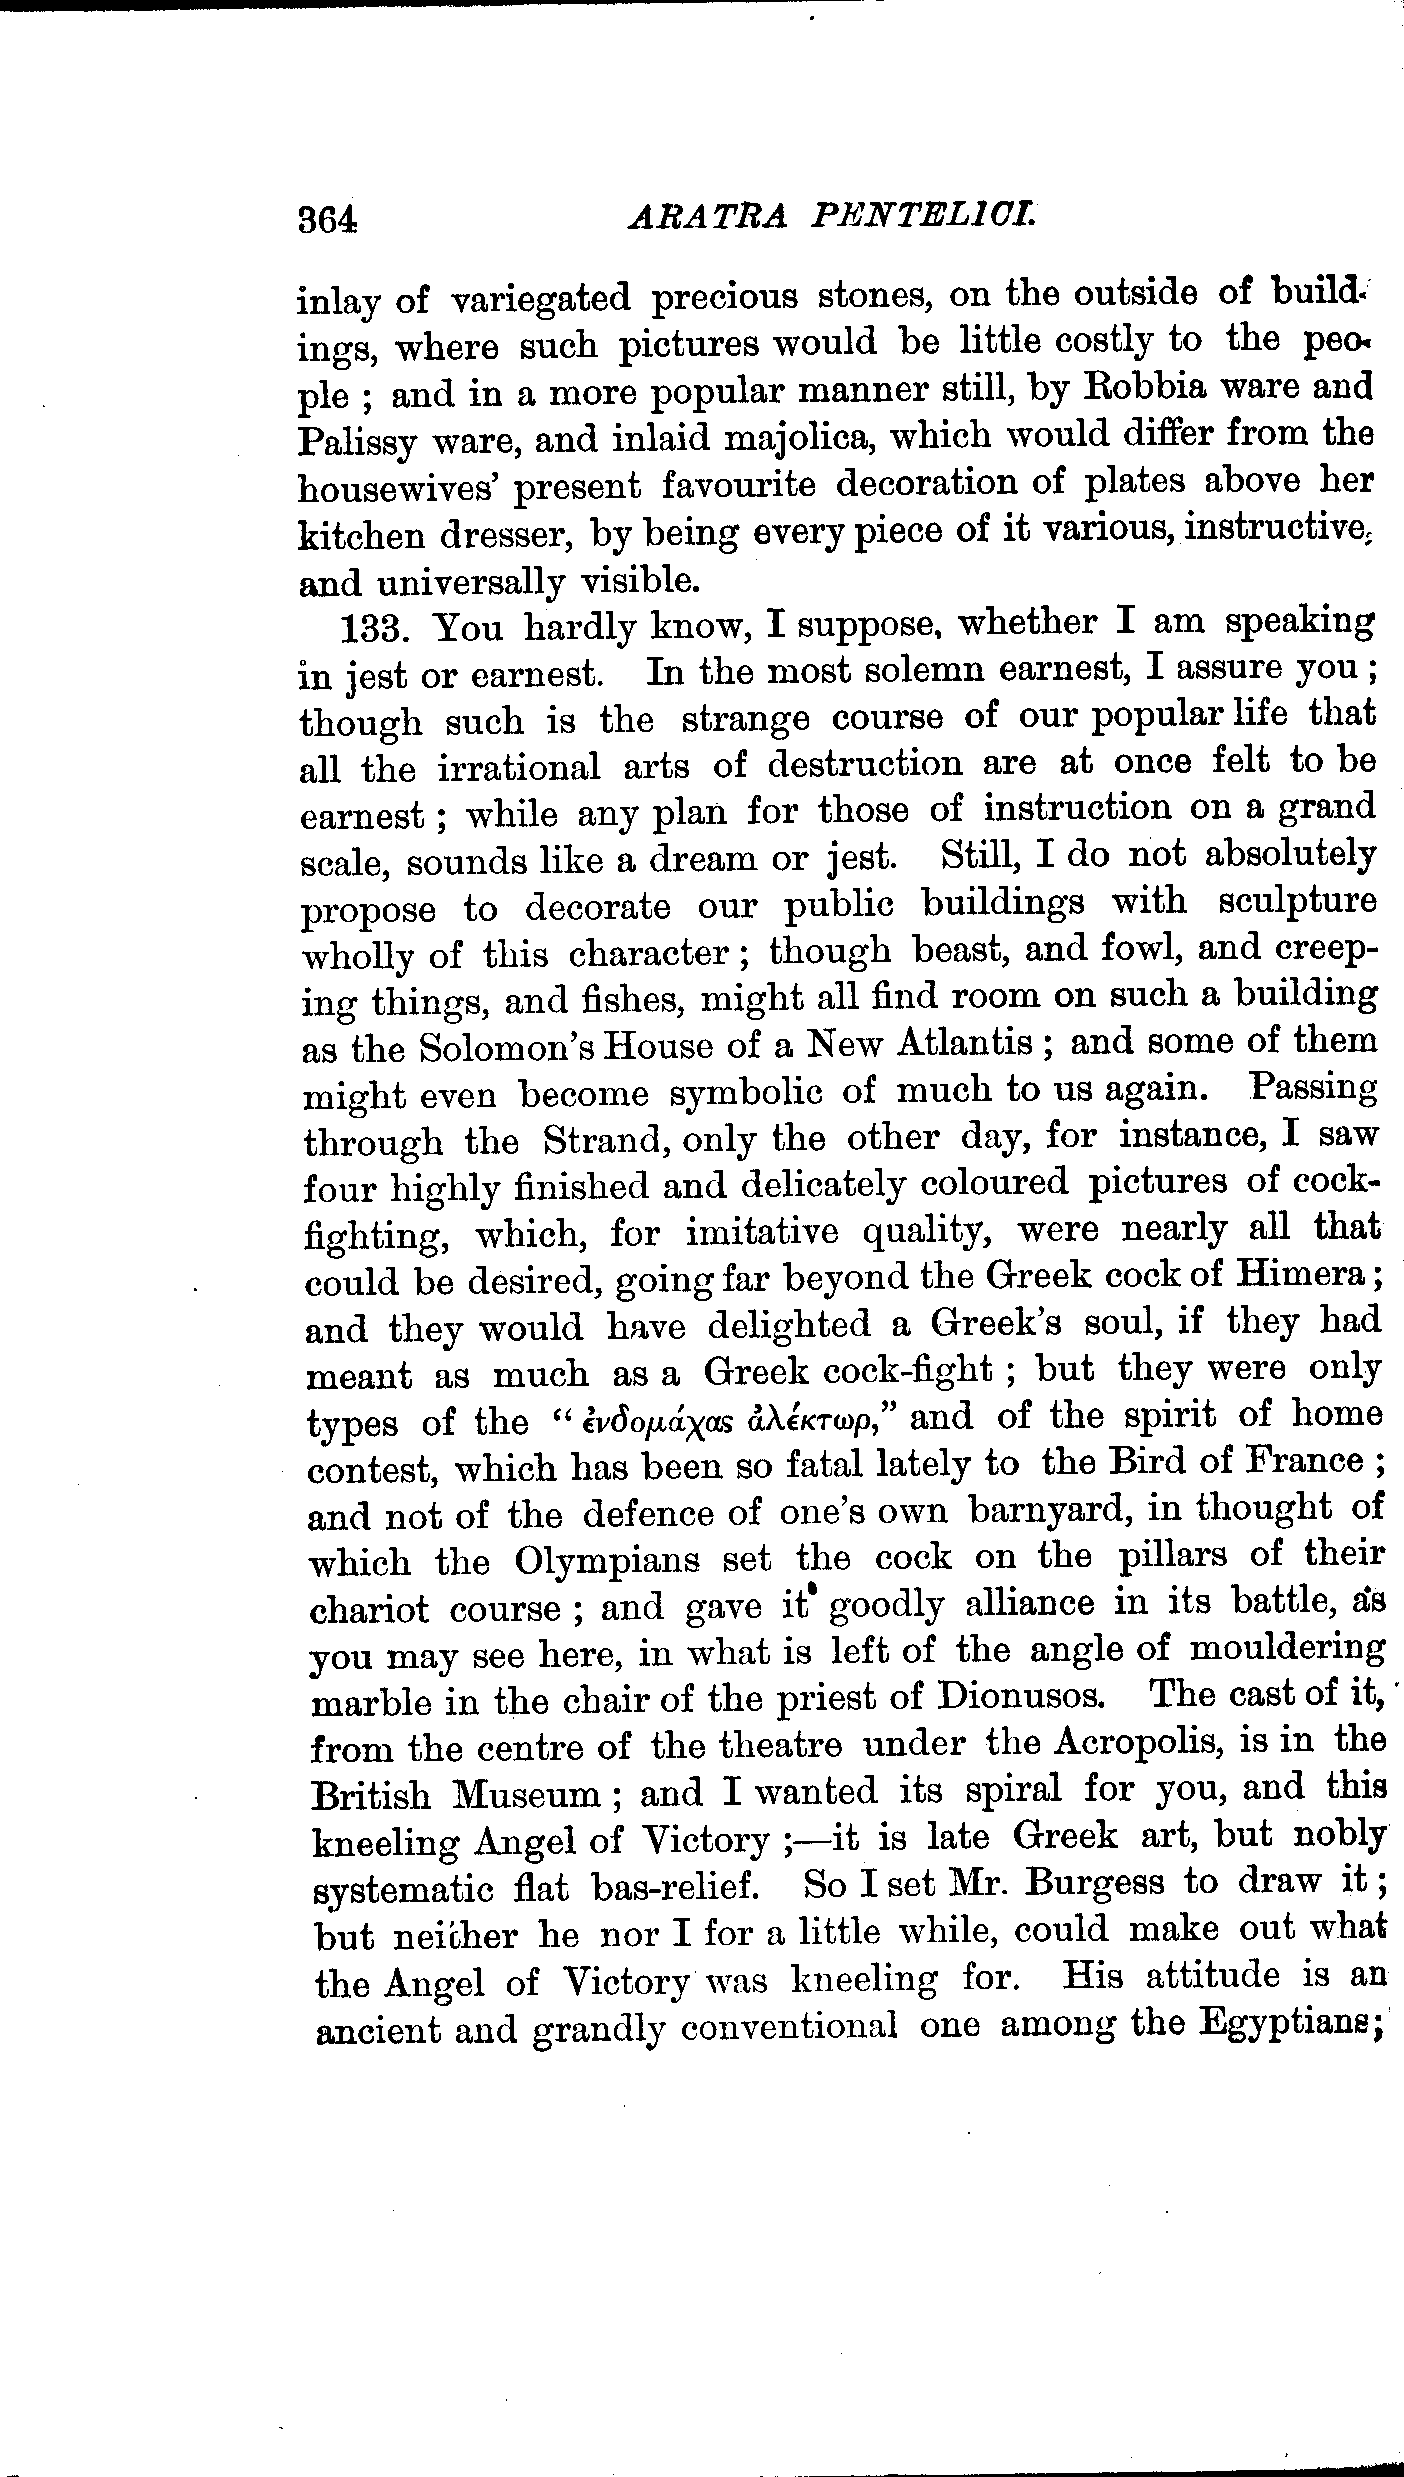 364 ARATRA PENTELICI.
inlay of variegated precious stones, on the outside of build-
ings, where such pictures would be little costly to the peo-
ple ; and in a more popular manner still, by Robbia ware and
Palissy ware, and inlaid majolica, which would differ from the
housewives' present favourite decoration of plates above her
kitchen dresser, by being every piece of it various, instructive,
and universally visible.
133. You hardly know, I suppose, whether I am speaking
in jest or earnest. In the most solemn earnest, I assure you ;
though such is the strange course of our popular life that
all the irrational arts of destruction are at once felt to be
earnest ; while any plan for those of instruction on a grand
scale, sounds like a dream or jest. Still, I do not absolutely
propose to decorate our public buildings with sculpture
wholly of this character ; though beast, and fowl, and creep-
ing things, and fishes, might all find room on such a building
as the Solomon's House of a New Atlantis ; and some of them
might even become symbolic of much to us again. Passing
through the Strand, only the other day, for instance, I saw
four highly finished and delicately coloured pictures of cock-
fighting, which, for imitative quality, were nearly all that
could be desired, going far beyond the Greek cock of Himera ;
and they would have delighted a Greek's soul, if they had
meant as much as a Greek cock-fight ; but they were only
types of the “ ἐνδομάχας ἀλέκτωρ,” and of the spirit of home
contest, which has been so fatal lately to the Bird of France ;
and not of the defence of one's own barnyard, in thought of
which the Olympians set the cock on the pillars of their
chariot course ; and gave it goodly alliance in its battle, as
you may see here, in what is left of the angle of mouldering
marble in the chair of the priest of Dionusos. The cast of it,
from the centre of the theatre under the Acropolis, is in the
British Museum ; and I wanted its spiral for you, and this
kneeling Angel of Victory ;—it is late Greek art, but nobly
systematic flat bas-relief. So I set Mr. Burgess to draw it ;
but neither he nor I for a little while, could make out what
the Angel of Victory was kneeling for. His attitude is an
ancient and grandly conventional one among the Egyptians;